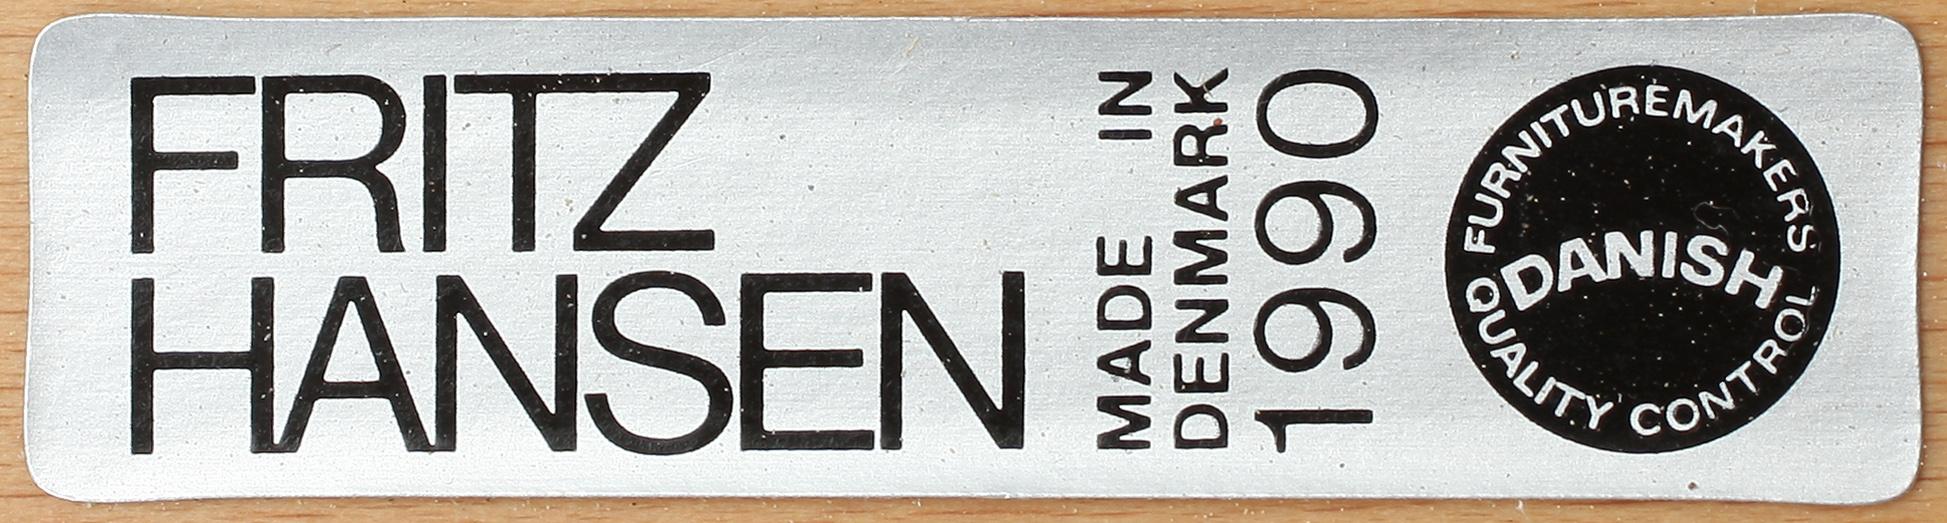 FRITZ
HANSEN
MADE IN
DENMARK
1990
FURNITUREMAKERS
DANISH
QUALITY CONTROL